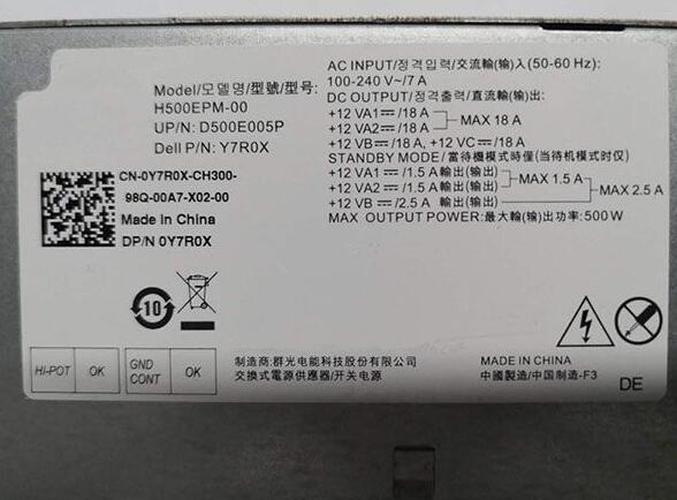 Model/모델명/型號/型号:
H500EPM-00
UP/N: D500E005P
Dell P/N: Y7R0X
CN-0Y7R0X-CH300-
98Q-00A7-X02-00
Made in China
DP/N 0Y7R0X
AC INPUT/정격입력/交流輸(输)入(50-60 Hz):
100-240 V~/7 A
DC OUTPUT/정격출력/直流輸(输)出:
+12 VA1⎓/18 A
+12 VA2⎓/18 A
MAX 18 A
+12 VB⎓/18 A, +12 VC⎓/18 A
STANDBY MODE/當待機模式時僅(当待机模式时仅)
+12 VA1⎓/1.5 A輸出(输出)
+12 VA2⎓/1.5 A輸出(输出)
MAX 1.5 A
+12 VB⎓/2.5 A 輸出(输出)
MAX 2.5 A
MAX OUTPUT POWER:最大輸(输)出功率:500W
10
HI-POT OK
GND CONT OK
制造商:群光电能科技股份有限公司
交換式電源供應器/开关电源
MADE IN CHINA
中國製造/中国制造-F3
DE